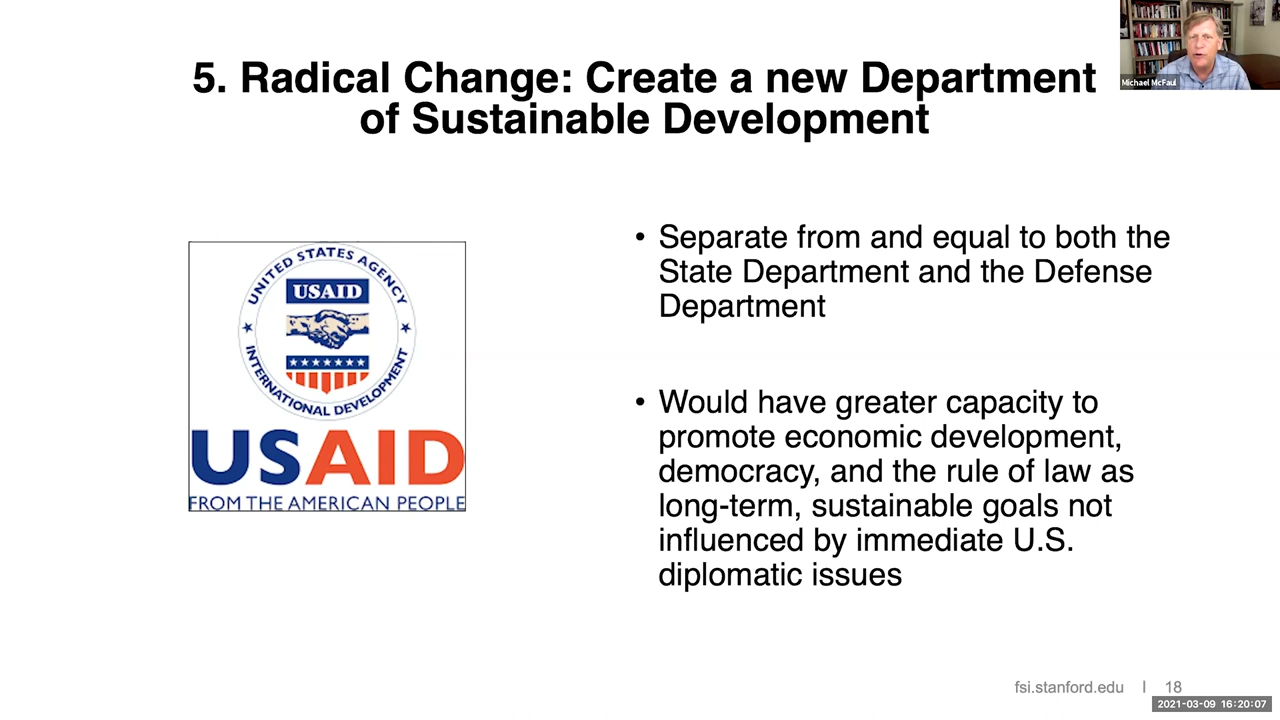 5. Radical Change: Create a new Department
of Sustainable Development
Michael McFaul
UNITED STATES AGENCY
USAID
INTERNATIONAL DEVELOPMENT
USAID
FROM THE AMERICAN PEOPLE
• Separate from and equal to both the
State Department and the Defense
Department
• Would have greater capacity to
promote economic development,
democracy, and the rule of law as
long-term, sustainable goals not
influenced by immediate U.S.
diplomatic issues
fsi.stanford.edu | 18
2021-03-09 16:20:07